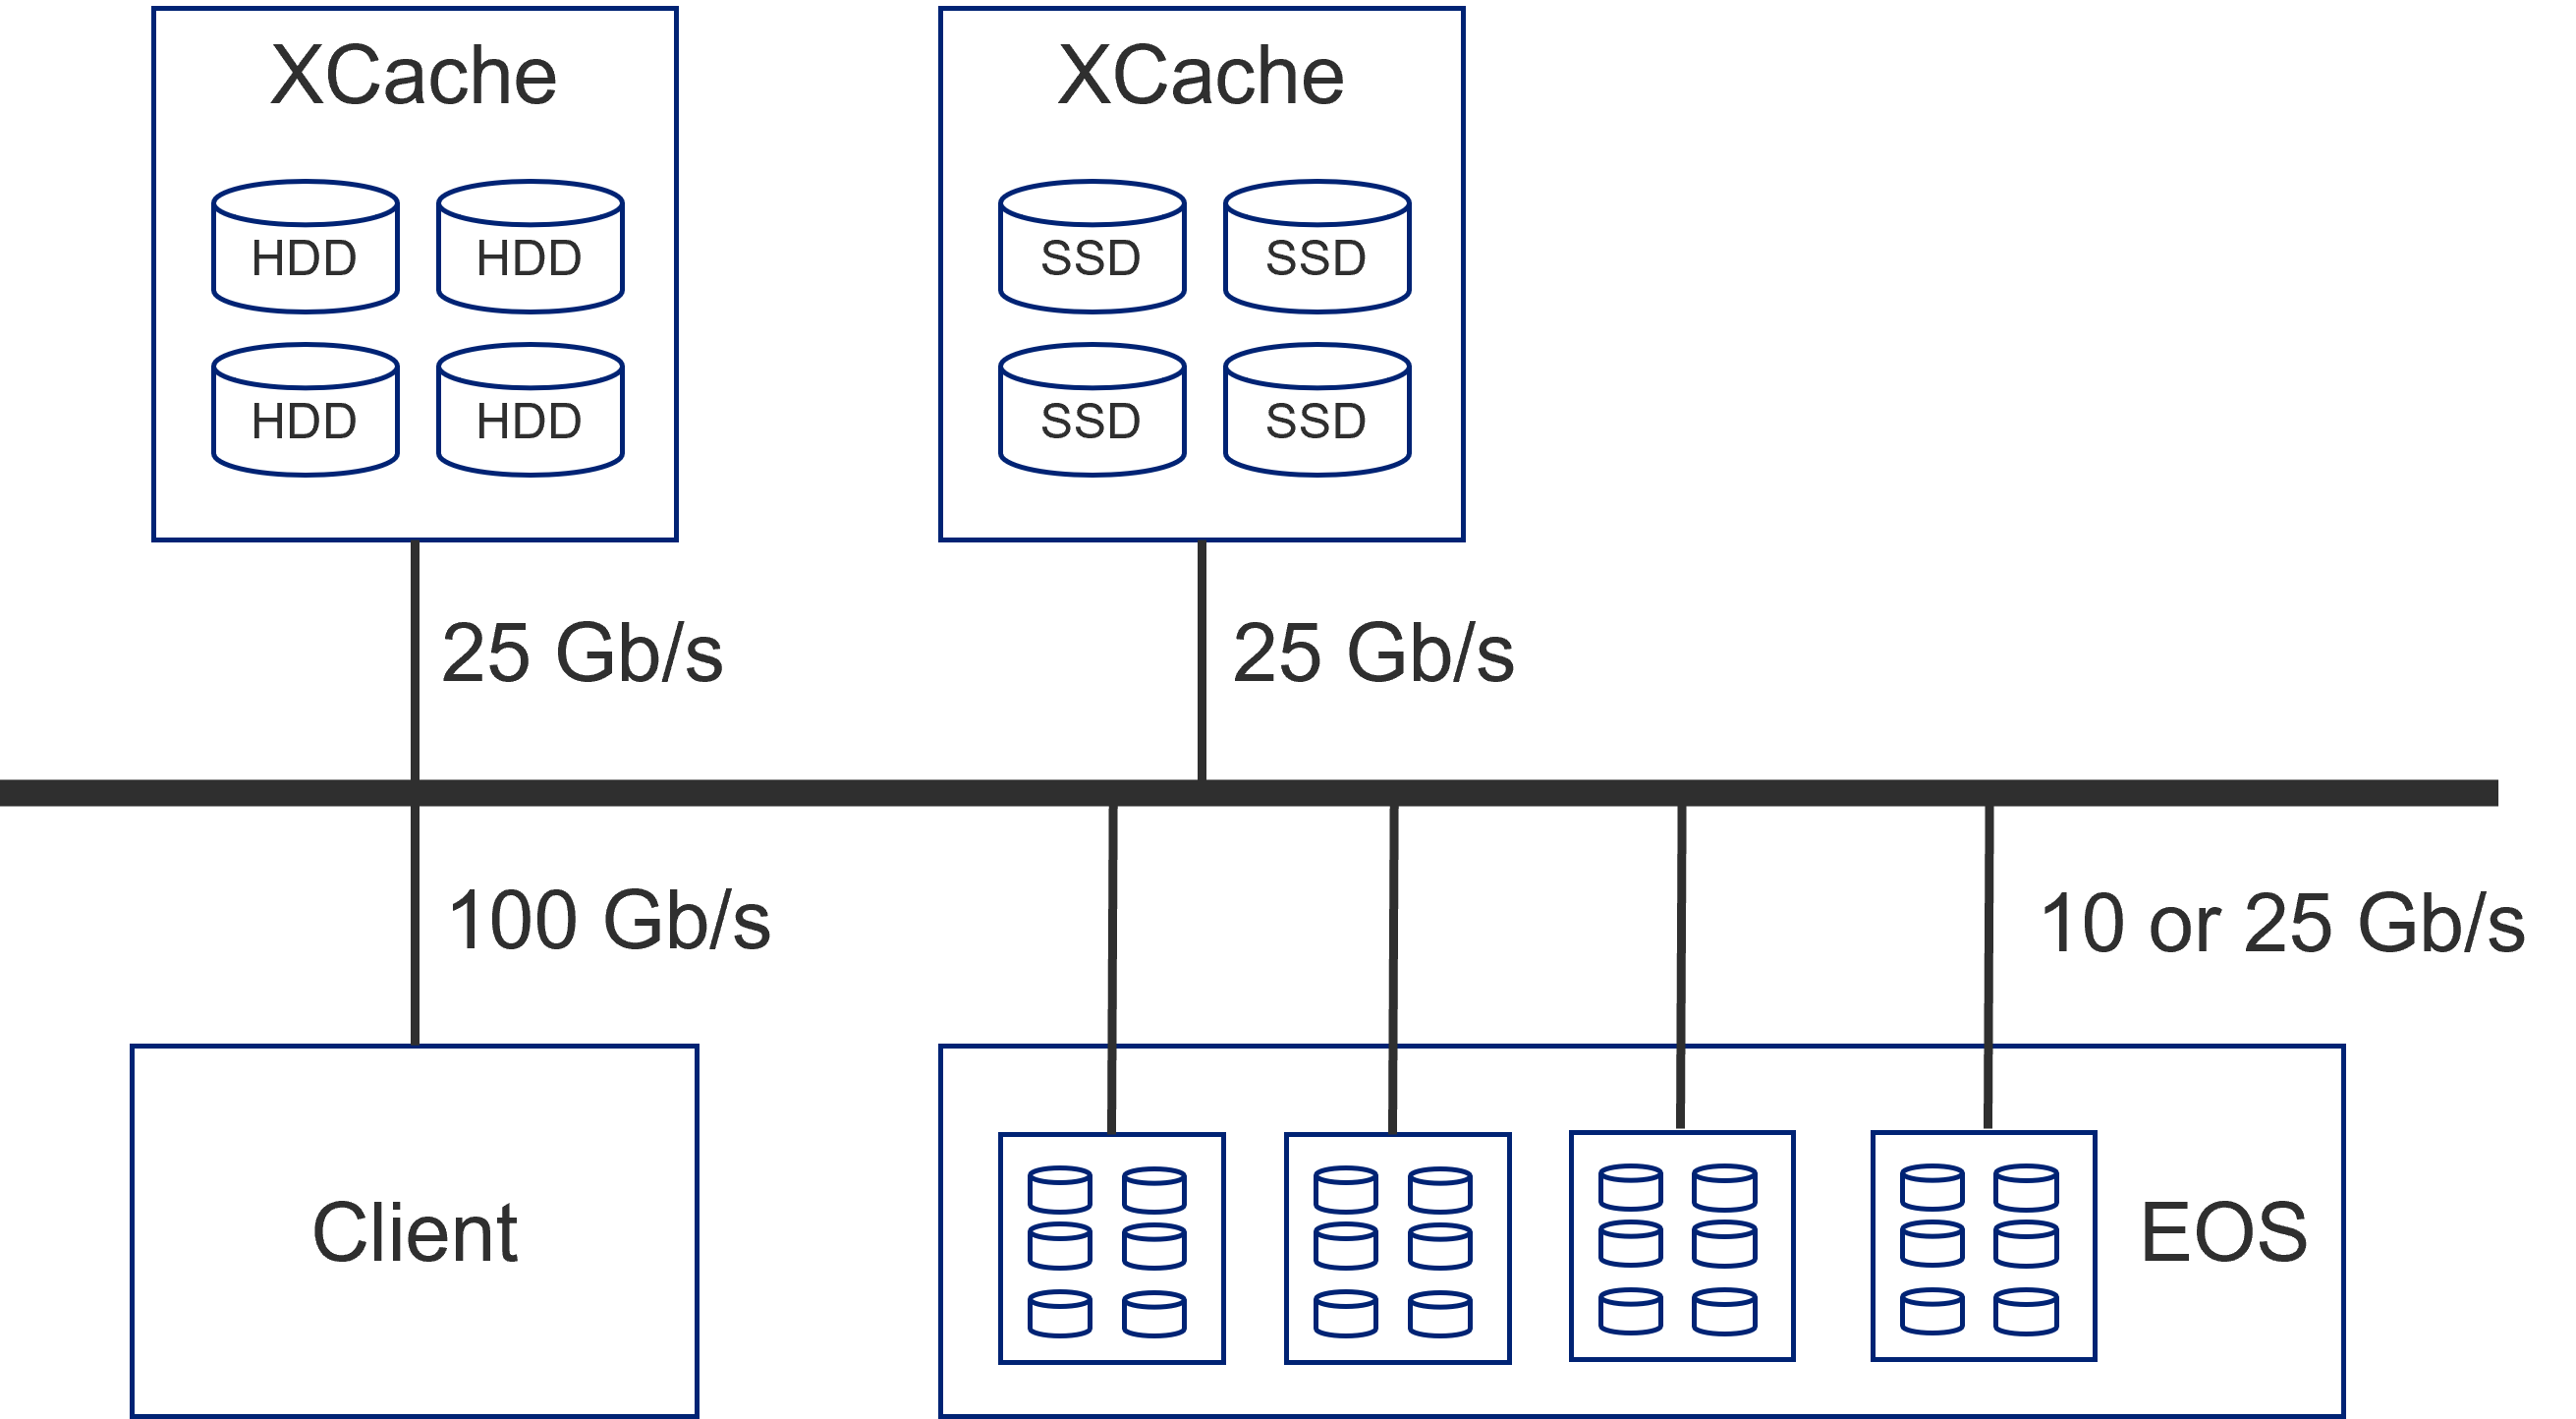 XCache
XCache
HDD HDD
HDD HDD
SSD SSD
SSD SSD
25 Gb/s
25 Gb/s
100 Gb/s
10 or 25 Gb/s
Client
EOS